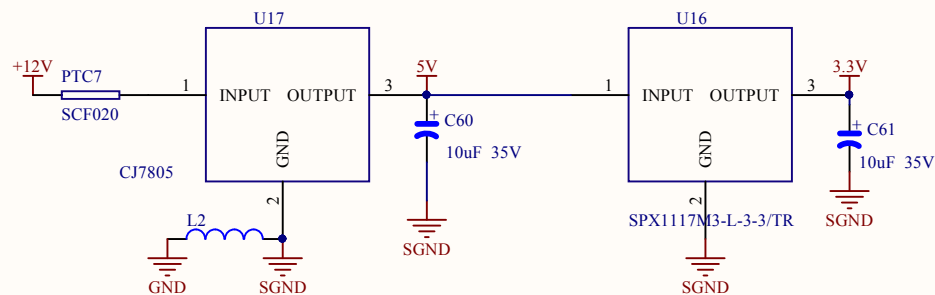 U17
U16
+12V
PTC7
5V
3.3V
1
INPUT
OUTPUT
3
1
INPUT
OUTPUT
3
SCF020
+
C60
+
C61
GND
GND
10uF 35V
10uF 35V
CJ7805
2
2
L2
SPX1117M3-L-3-3/TR
SGND
SGND
GND
SGND
SGND